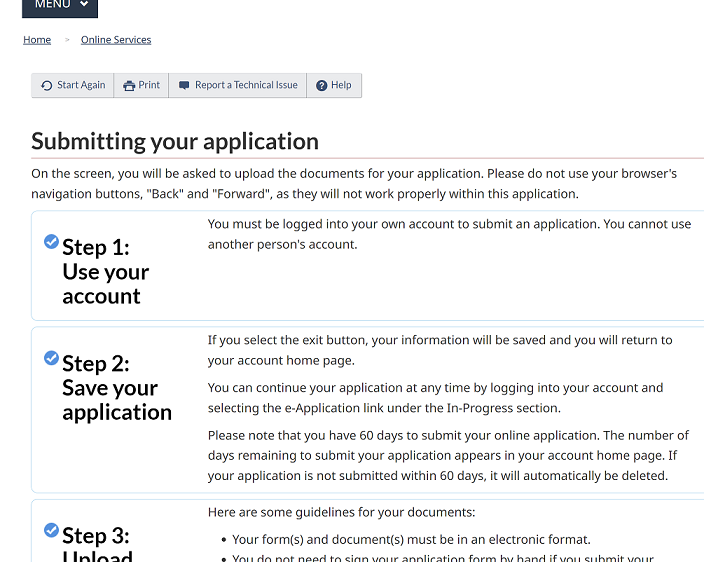 MENU
Home > Online Services
Start Again Print Report a Technical Issue Help
Submitting your application
On the screen, you will be asked to upload the documents for your application. Please do not use your browser's
navigation buttons, "Back" and "Forward", as they will not work properly within this application.
Step 1:
Use your
account
You must be logged into your own account to submit an application. You cannot use
another person's account.
Step 2:
Save your
application
If you select the exit button, your information will be saved and you will return to
your account home page.
You can continue your application at any time by logging into your account and
selecting the e-Application link under the In-Progress section.
Please note that you have 60 days to submit your online application. The number of
days remaining to submit your application appears in your account home page. If
your application is not submitted within 60 days, it will automatically be deleted.
Step 3:
Upload
Here are some guidelines for your documents:
• Your form(s) and document(s) must be in an electronic format.
• You do not need to sign your application form by hand if you submit your